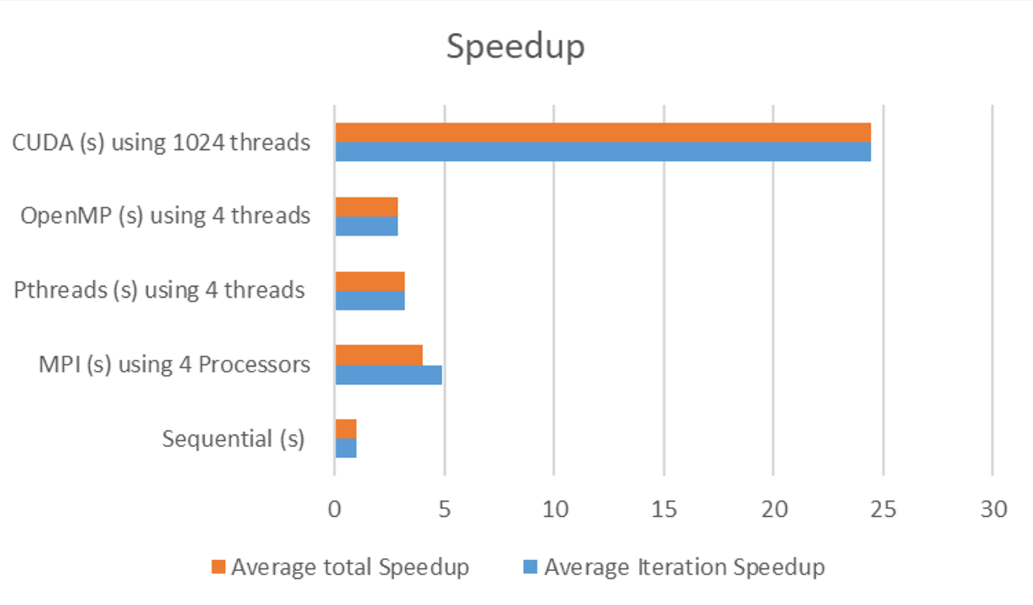 Speedup
CUDA (s) using 1024 threads
OpenMP (s) using 4 threads
Pthreads (s) using 4 threads
MPI (s) using 4 Processors
Sequential (s)
0 5 10 15 20 25 30
Average total Speedup Average Iteration Speedup